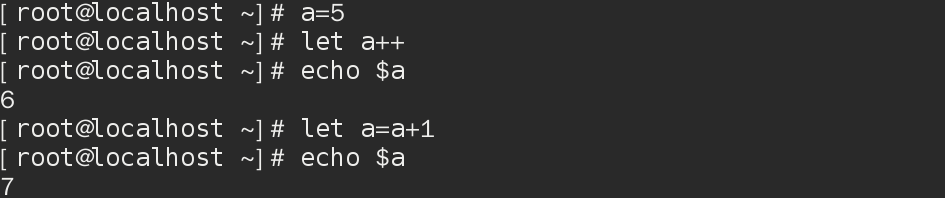 [root@localhost ~]# a=5
[root@localhost ~]# let a++
[root@localhost ~]# echo $a
6
[root@localhost ~]# let a=a+1
[root@localhost ~]# echo $a
7